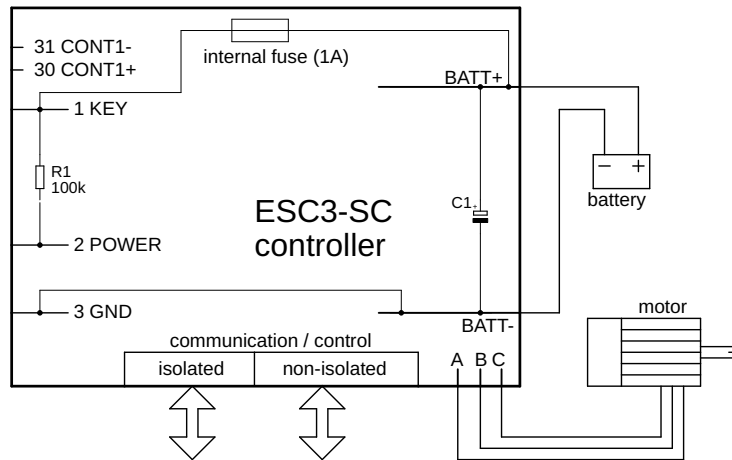 31 CONT1-
30 CONT1+
internal fuse (1A)
BATT+
1 KEY
R1
100k
C1+
ESC3-SC
controller
- +
battery
2 POWER
3 GND
BATT-
motor
communication / control
isolated
non-isolated
A B C